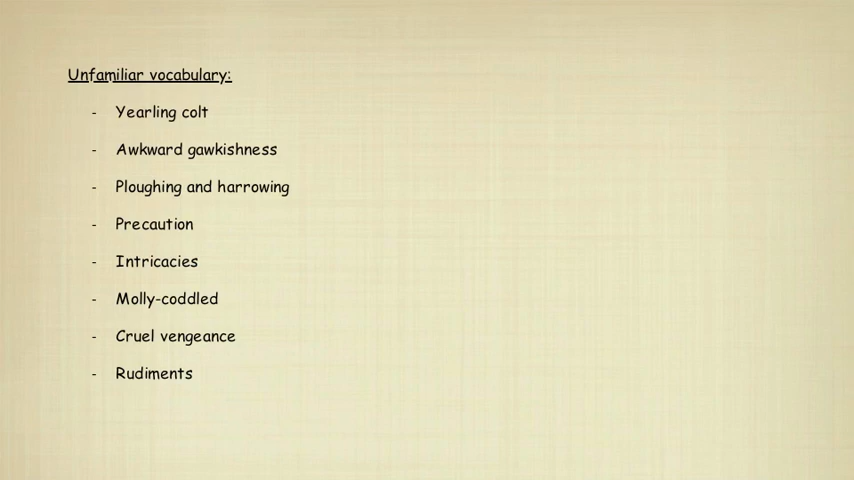 Unfamiliar vocabulary:
- Yearling colt
- Awkward gawkishness
- Ploughing and harrowing
- Precaution
- Intricacies
- Molly-coddled
- Cruel vengeance
- Rudiments